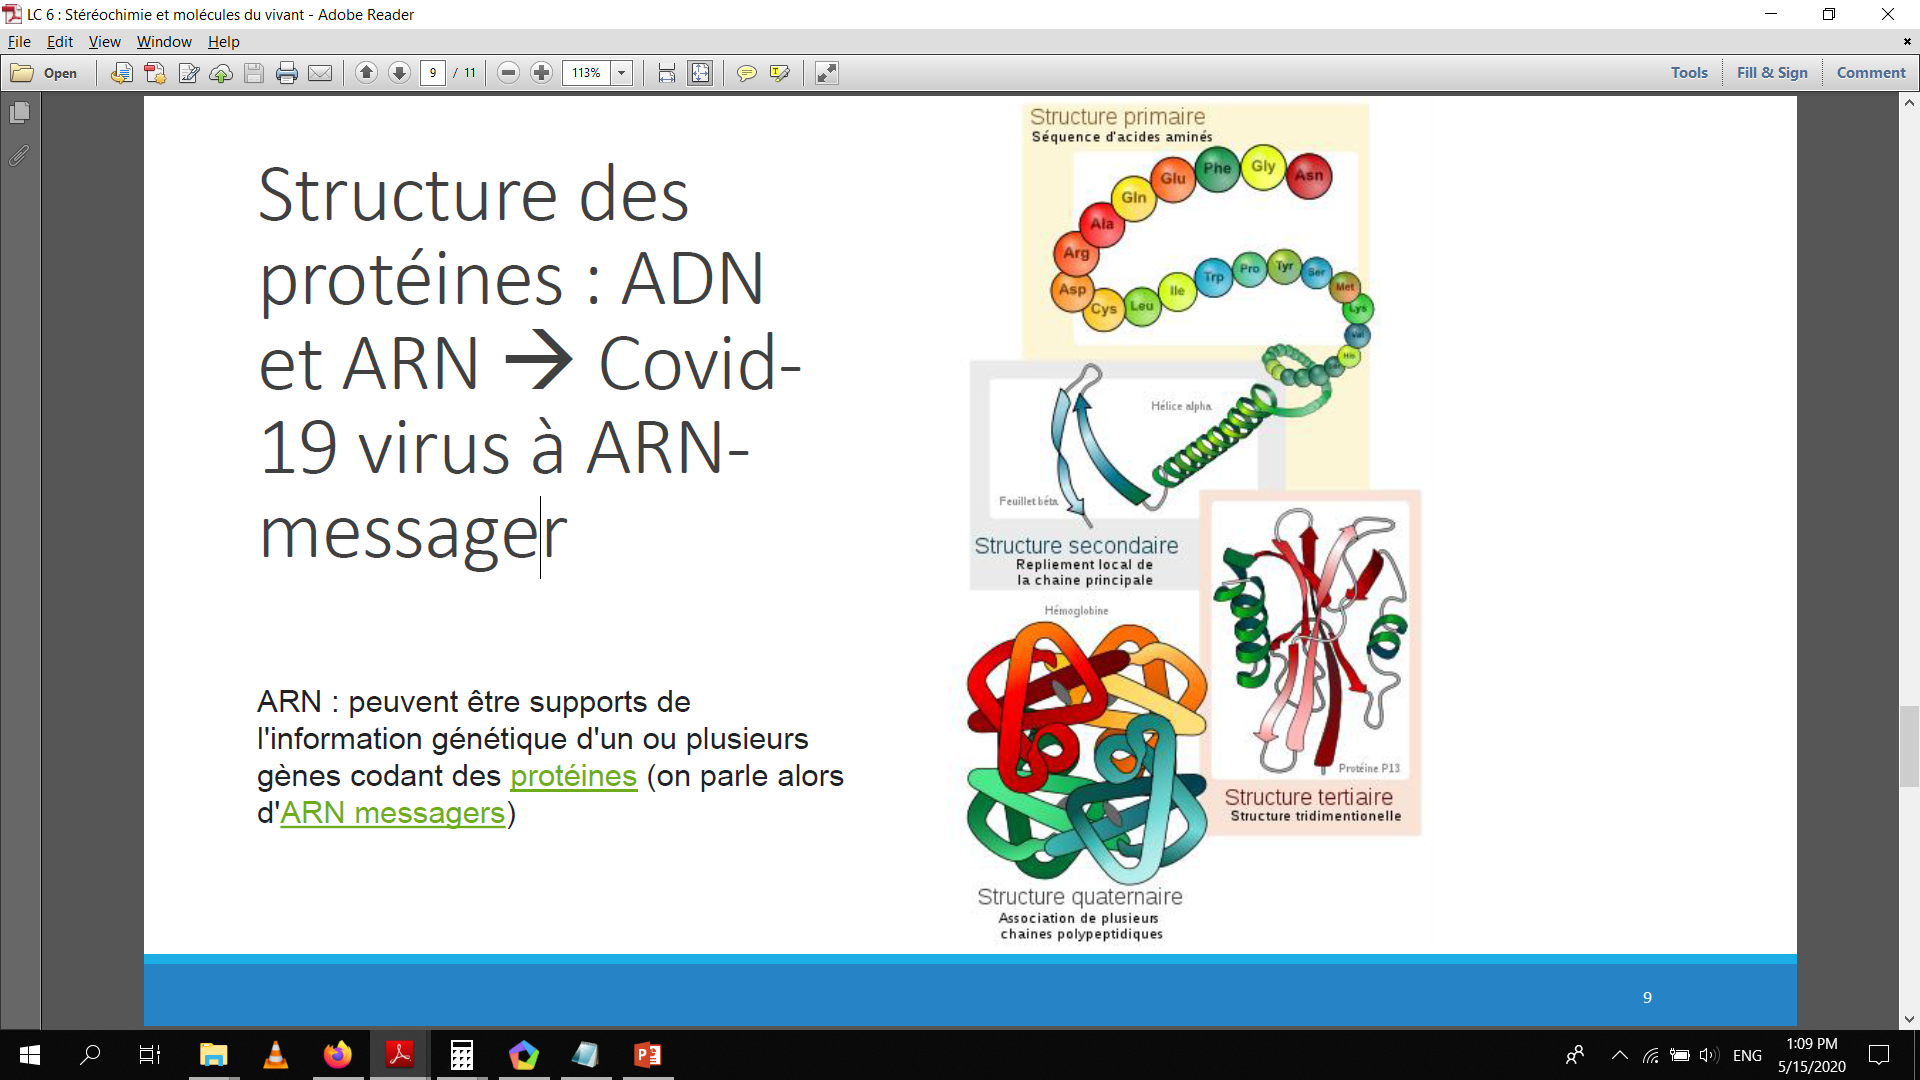 LC 6 : Stéréochimie et molécules du vivant - Adobe Reader
File Edit View Window Help
Open 9 / 11 113% Tools Fill & Sign Comment
Structure des
protéines : ADN
et ARN → Covid-
19 virus à ARN-
messager
ARN : peuvent être supports de
l'information génétique d'un ou plusieurs
gènes codant des protéines (on parle alors
d'ARN messagers)
Structure primaire
Séquence d'acides aminés
Asn
Gly
Phe
Glu
Gln
Ala
Arg
Asp
Cys
Leu
Ile
Trp
Pro
Tyr
Ser
Met
Lys
Val
His
Hélice alpha
Feuillet béta
Structure secondaire
Repliement local de
la chaine principale
Hémoglobine
Protéine P13
Structure tertiaire
Structure tridimentionelle
Structure quaternaire
Association de plusieurs
chaines polypeptidiques
9
ENG
1:09 PM
5/15/2020